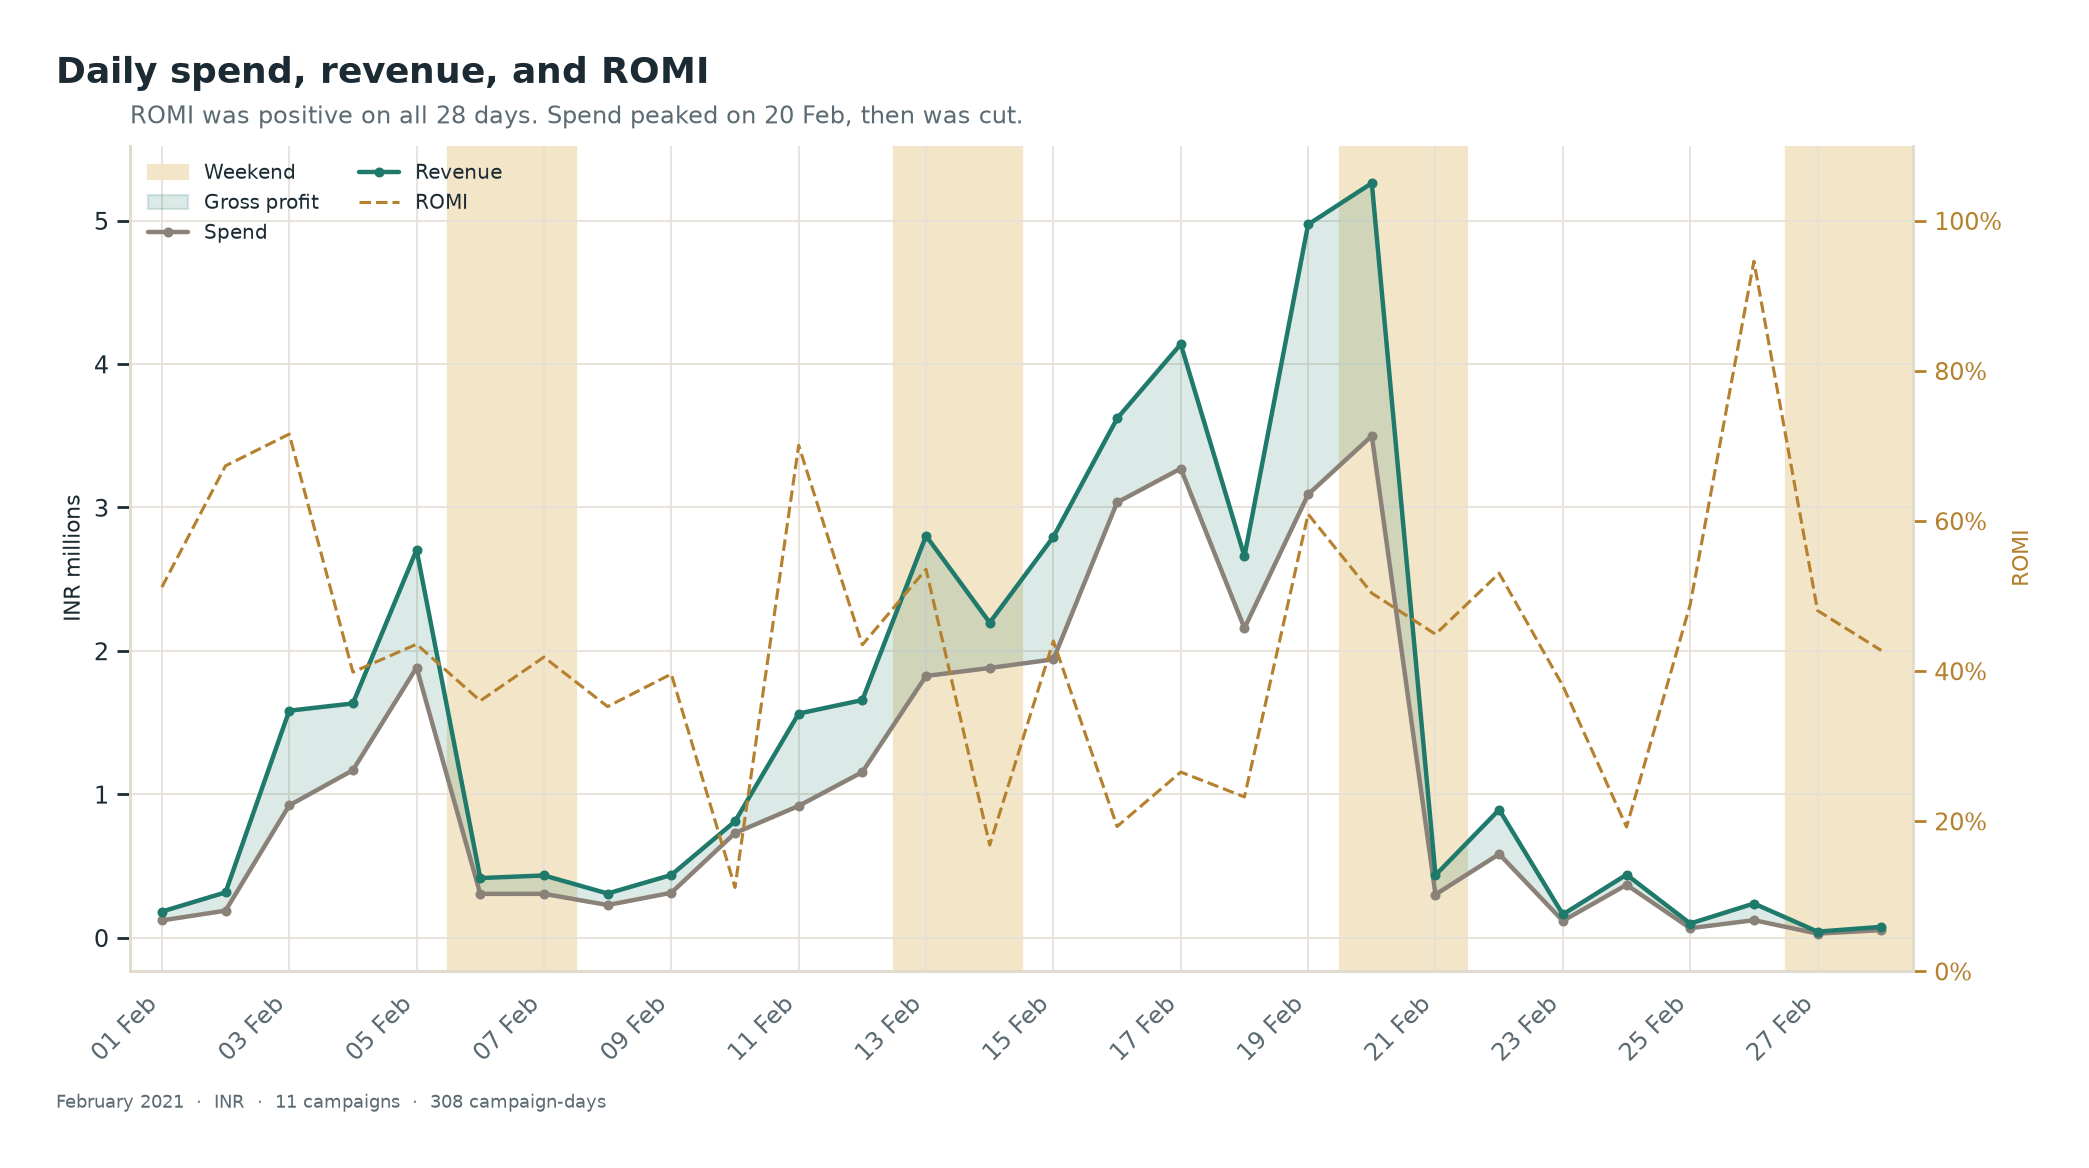 Daily spend, revenue, and ROMI
ROMI was positive on all 28 days. Spend peaked on 20 Feb, then was cut.
Weekend
Gross profit
Spend
Revenue
ROMI
INR millions
5
4
3
2
1
0
100%
80%
60%
40%
20%
0%
ROMI
01 Feb
03 Feb
05 Feb
07 Feb
09 Feb
11 Feb
13 Feb
15 Feb
17 Feb
19 Feb
21 Feb
23 Feb
25 Feb
27 Feb
February 2021 · INR · 11 campaigns · 308 campaign-days